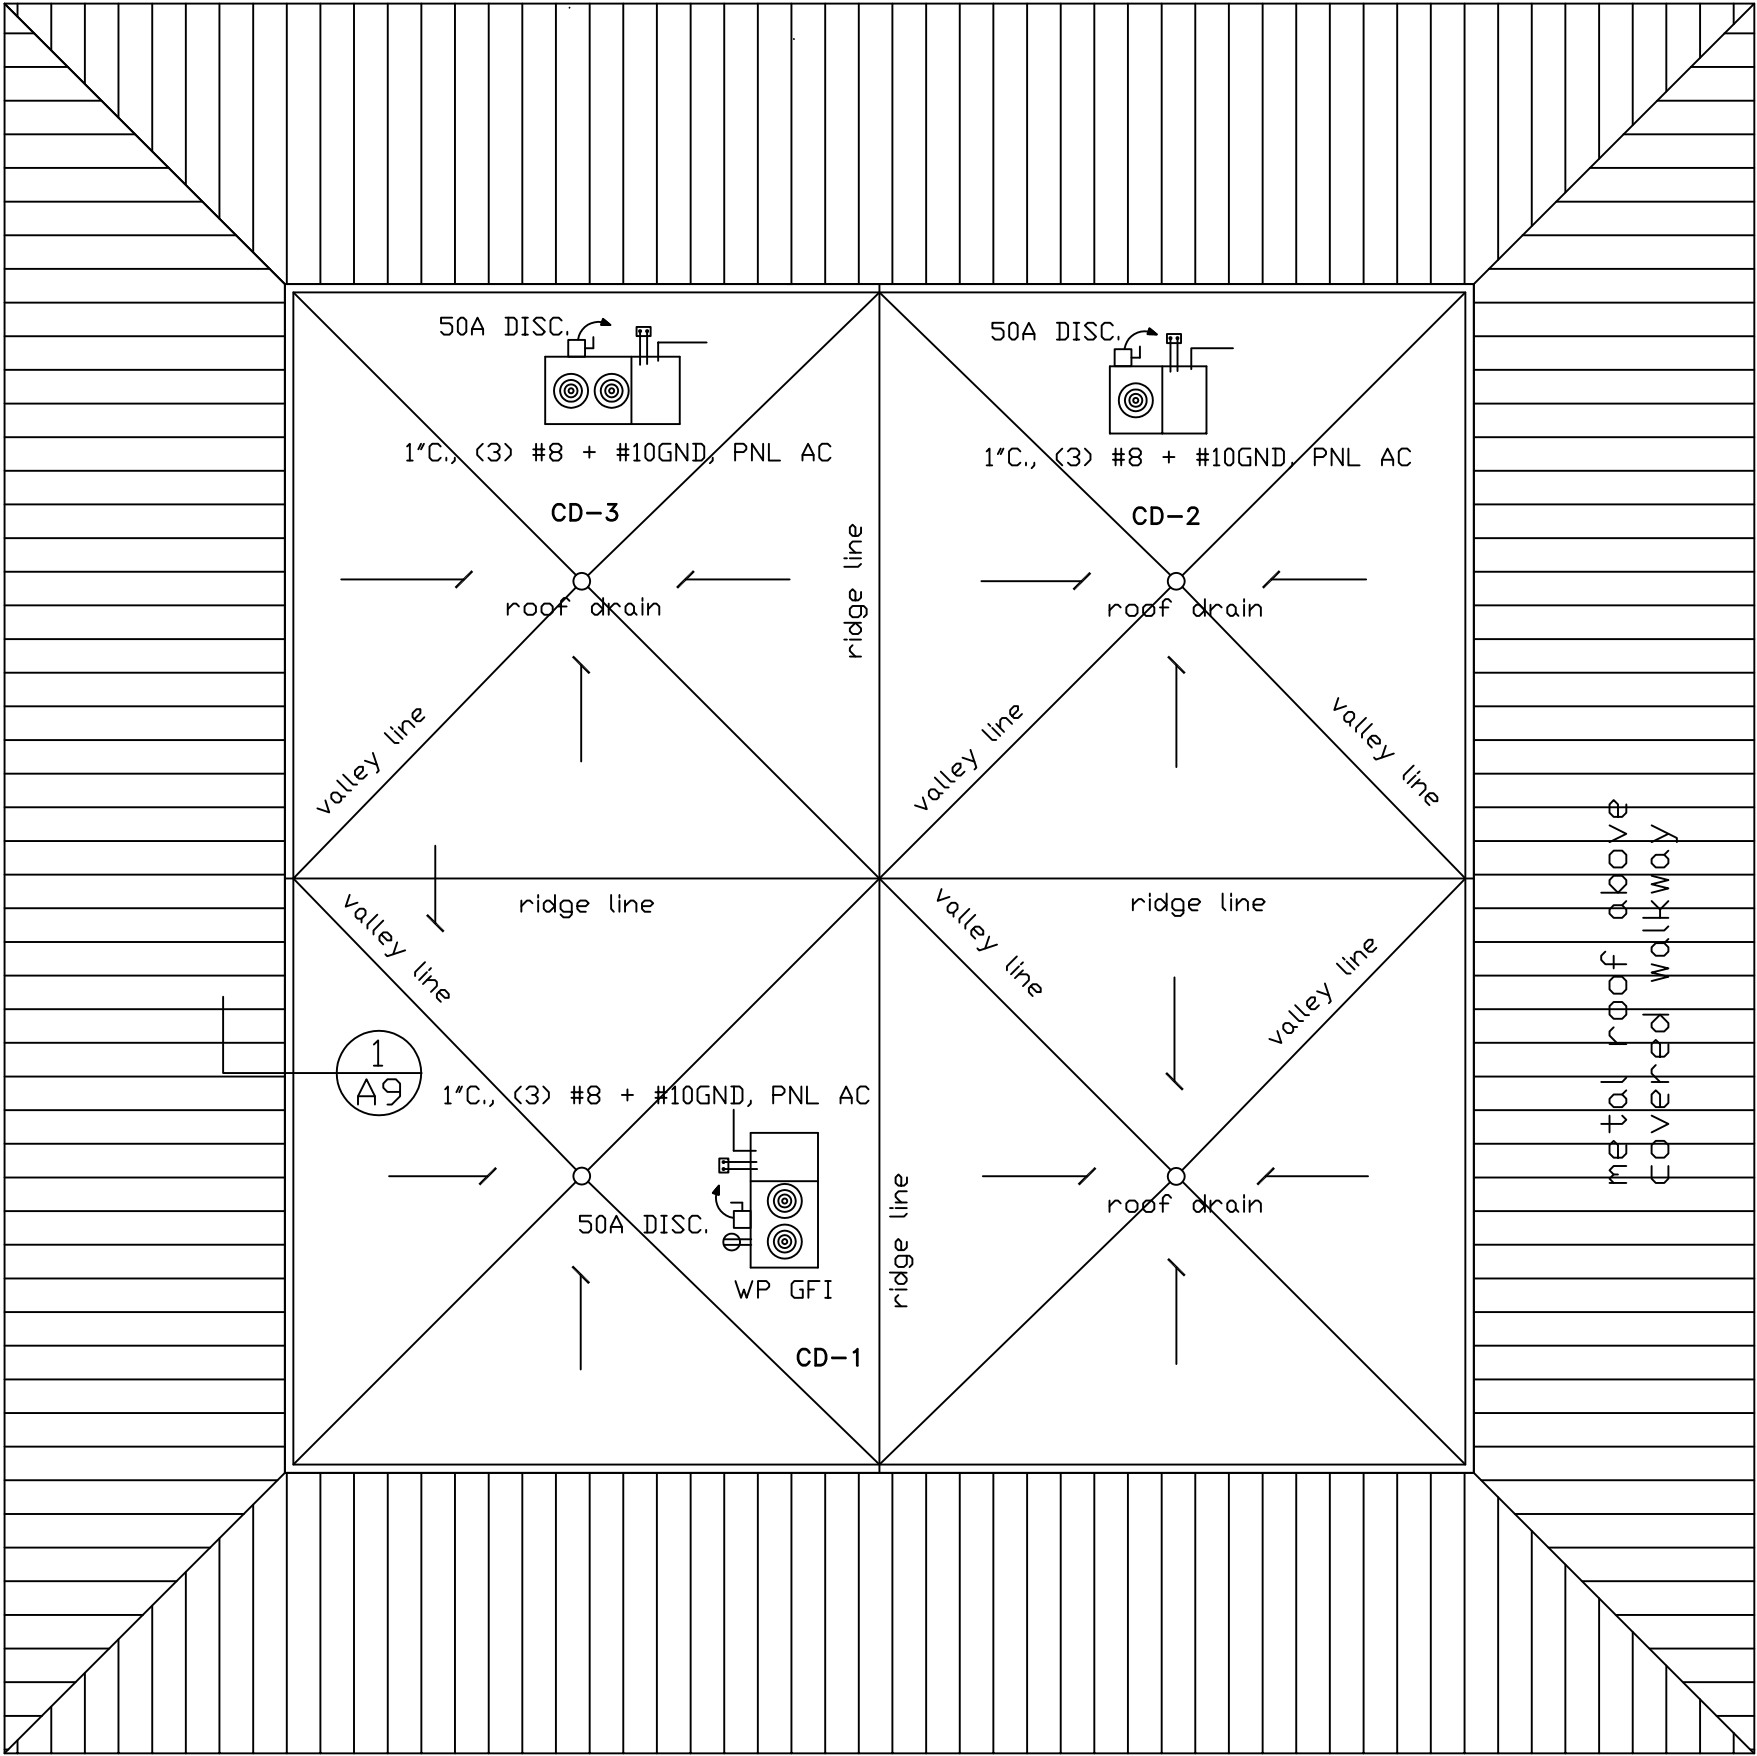 50A DISC.
1"C., (3) #8 + #10GND, PNL AC
CD-3
roof drain
valley line
ridge line
50A DISC.
1"C., (3) #8 + #10GND, PNL AC
CD-2
roof drain
valley line
valley line
valley line
ridge line
1
A9
1"C., (3) #8 + #10GND, PNL AC
50A DISC.
WP GFI
CD-1
ridge line
valley line
ridge line
valley line
roof drain
metal roof above
covered walkway